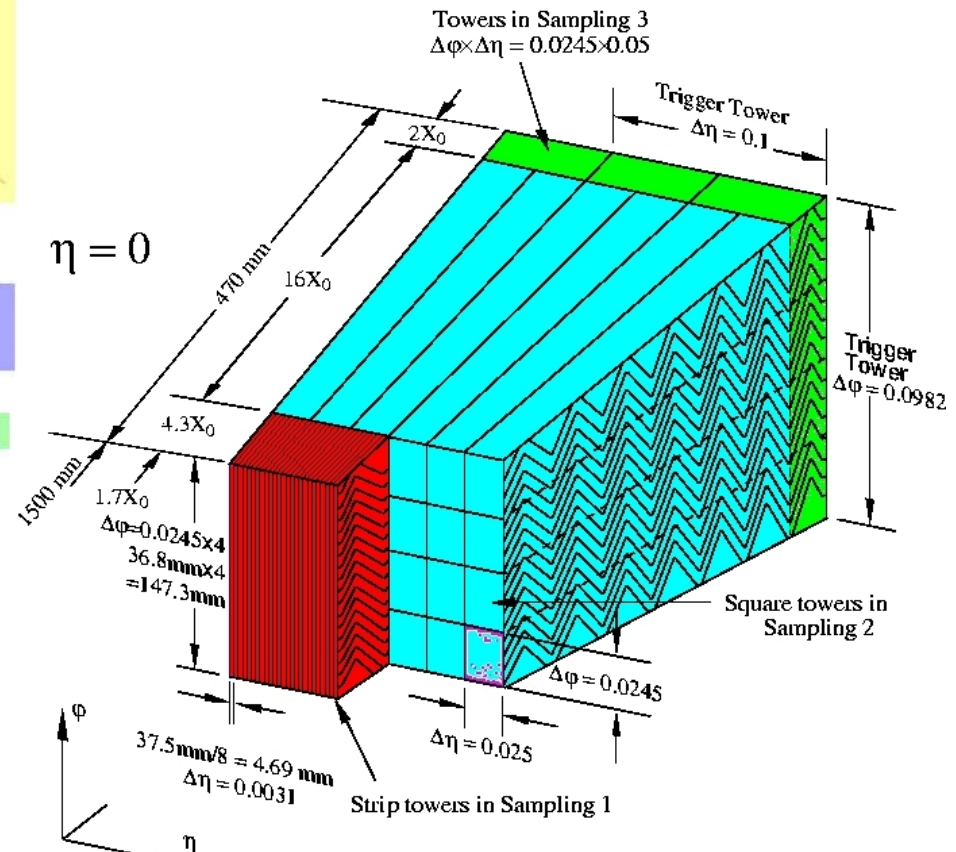 Towers in Sampling 3
Δφ×Δη = 0.0245×0.05
Trigger Tower
Δη = 0.1
2X₀
η = 0
470 mm
16X₀
Trigger
Tower
Δφ = 0.0982
4.3X₀
1500 mm
1.7X₀
Δφ=0.0245x4
36.8mmx4
=147.3mm
Square towers in
Sampling 2
Δφ = 0.0245
Δη = 0.025
φ
37.5mm/8 = 4.69 mm
Δη = 0.0031
Strip towers in Sampling 1
η